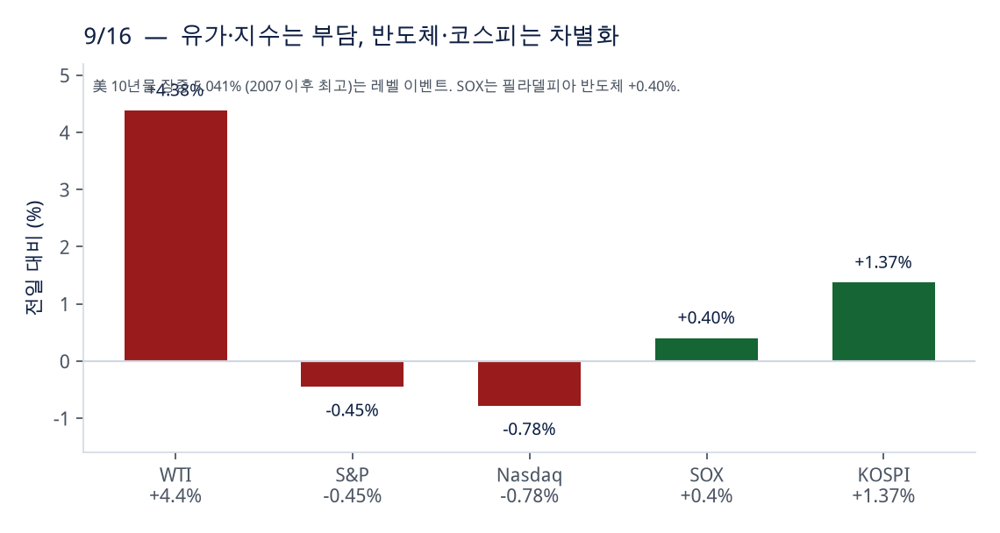 9/16 — 유가·지수는 부담, 반도체·코스피는 차별화
美 10년물 장중 5.041% (2007 이후 최고)는 레벨 이벤트. SOX는 필라델피아 반도체 +0.40%.
+4.38%
5
4
3
2
1
0
-1
전일 대비 (%)
-0.45%
-0.78%
+0.40%
+1.37%
WTI
+4.4%
S&P
-0.45%
Nasdaq
-0.78%
SOX
+0.4%
KOSPI
+1.37%